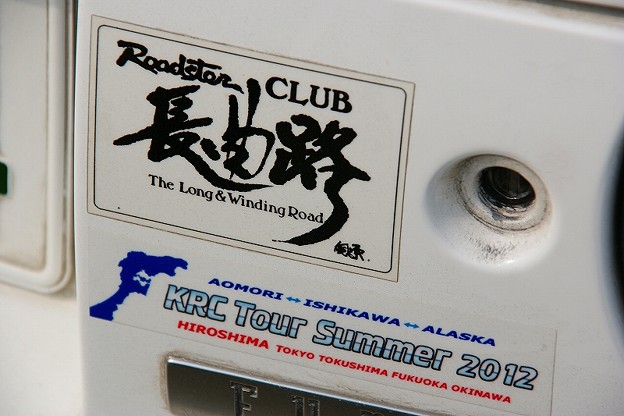 Roadster CLUB
長曲路
The Long & Winding Road
AOMORI ↔ ISHIKAWA ↔ ALASKA
KRC Tour Summer 2012
HIROSHIMA TOKYO TOKUSHIMA FUKUOKA OKINAWA